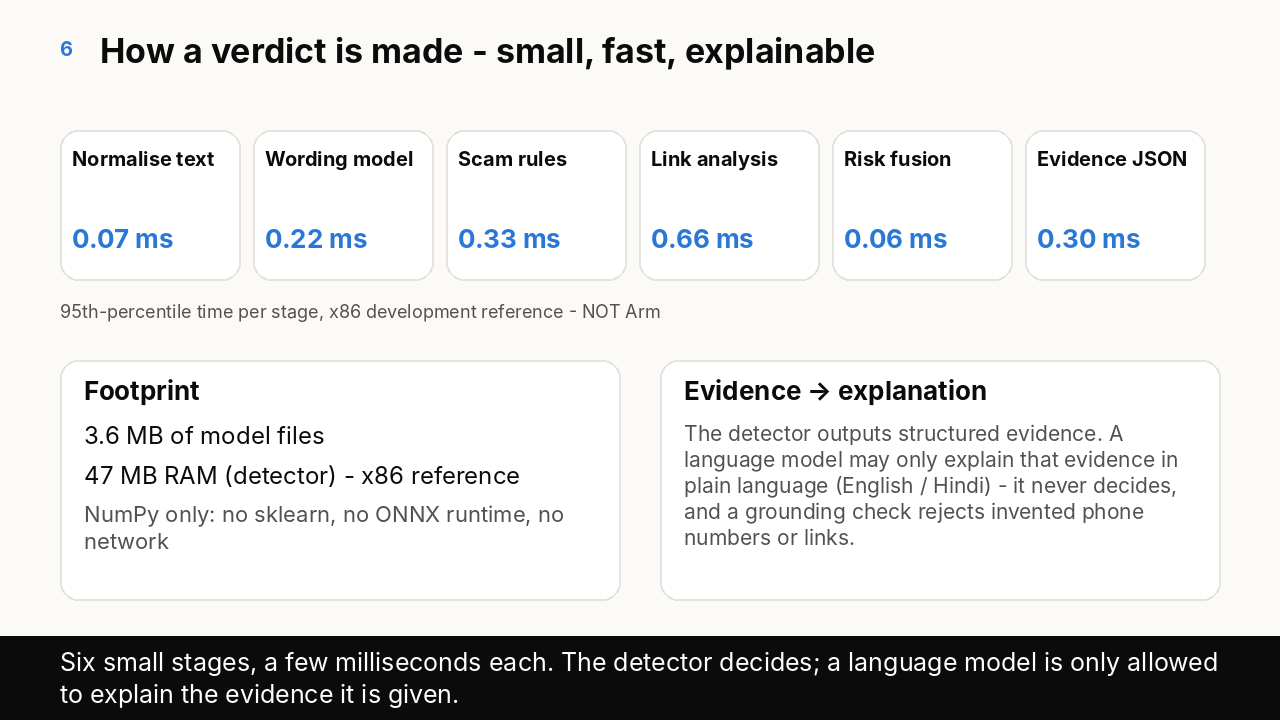 6 How a verdict is made - small, fast, explainable
Normalise text
0.07 ms
Wording model
0.22 ms
Scam rules
0.33 ms
Link analysis
0.66 ms
Risk fusion
0.06 ms
Evidence JSON
0.30 ms
95th-percentile time per stage, x86 development reference - NOT Arm
Footprint
3.6 MB of model files
47 MB RAM (detector) - x86 reference
NumPy only: no sklearn, no ONNX runtime, no
network
Evidence → explanation
The detector outputs structured evidence. A
language model may only explain that evidence in
plain language (English / Hindi) - it never decides,
and a grounding check rejects invented phone
numbers or links.
Six small stages, a few milliseconds each. The detector decides; a language model is only allowed
to explain the evidence it is given.